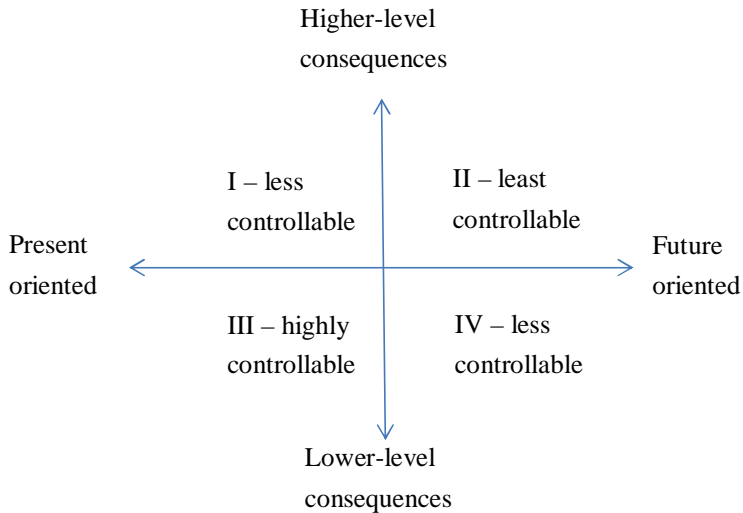 Higher-level
consequences
I – less
controllable
II – least
controllable
Present
oriented
Future
oriented
III – highly
controllable
IV – less
controllable
Lower-level
consequences